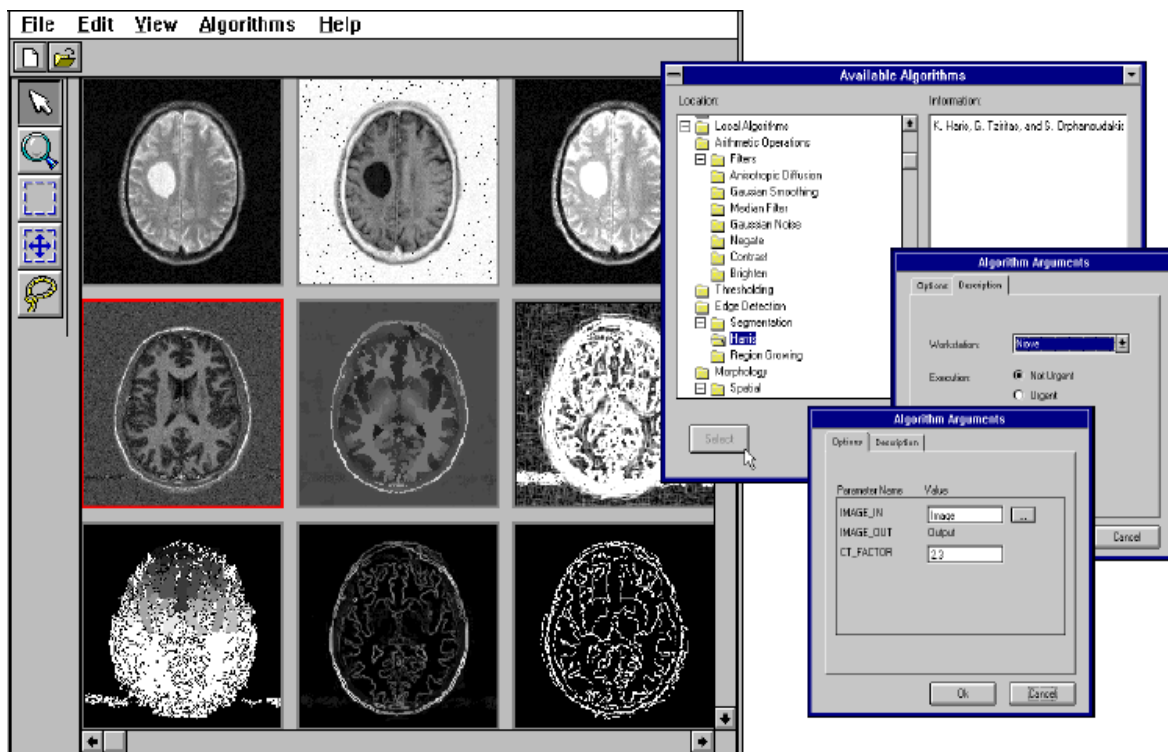 File Edit View Algorithms Help
Available Algorithms
Location:
Information:
Local Algorithms
Arithmetic Operations
Filters
Anisotropic Diffusion
Gaussian Smoothing
Median Filter
Gaussian Noise
Negate
Contrast
Brighten
Thresholding
Edge Detection
Segmentation
Harris
Region Growing
Morphology
Spatial
K. Haris, G. Tziritas, and S. Orphanoudakis
Select
Algorithm Arguments
Options Description
Workstation:
Execution: Not Urgent
Urgent
Cancel
Algorithm Arguments
Options Description
Parameter Name Value
IMAGE_IN Image ...
IMAGE_OUT Output
CT_FACTOR 2.3
Ok Cancel